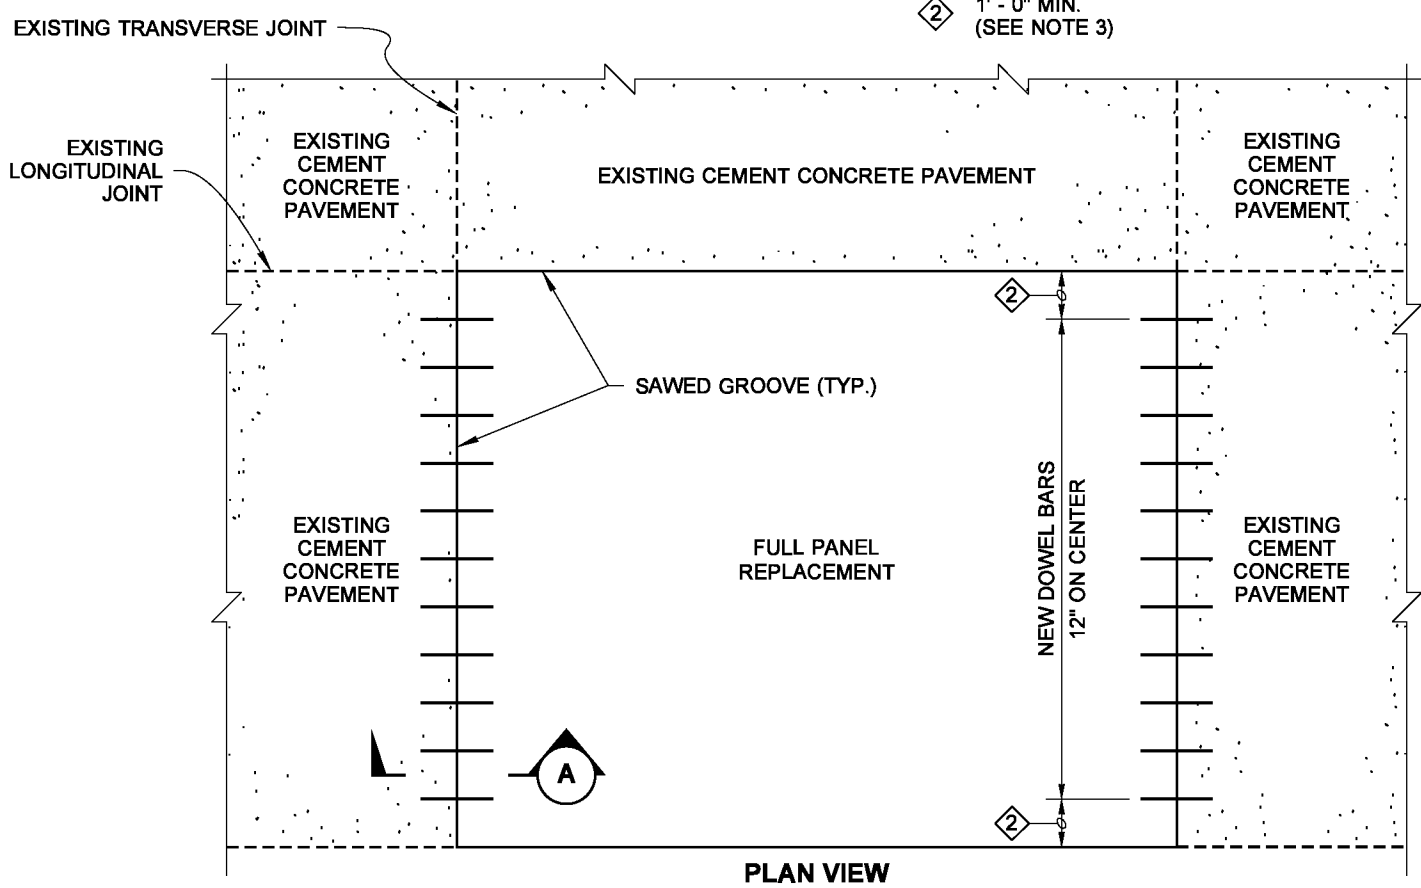 2 1' - 0" MIN.
(SEE NOTE 3)
EXISTING TRANSVERSE JOINT
EXISTING
LONGITUDINAL
JOINT
EXISTING
CEMENT
CONCRETE
PAVEMENT
EXISTING CEMENT CONCRETE PAVEMENT
EXISTING
CEMENT
CONCRETE
PAVEMENT
2
SAWED GROOVE (TYP.)
EXISTING
CEMENT
CONCRETE
PAVEMENT
FULL PANEL
REPLACEMENT
NEW DOWEL BARS
12" ON CENTER
EXISTING
CEMENT
CONCRETE
PAVEMENT
A
2
PLAN VIEW